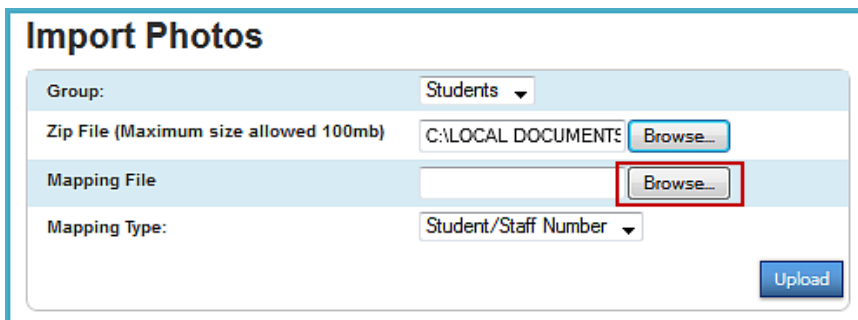 Import Photos
Group: Students
Zip File (Maximum size allowed 100mb) C:\LOCAL DOCUMENTS Browse...
Mapping File Browse...
Mapping Type: Student/Staff Number
Upload